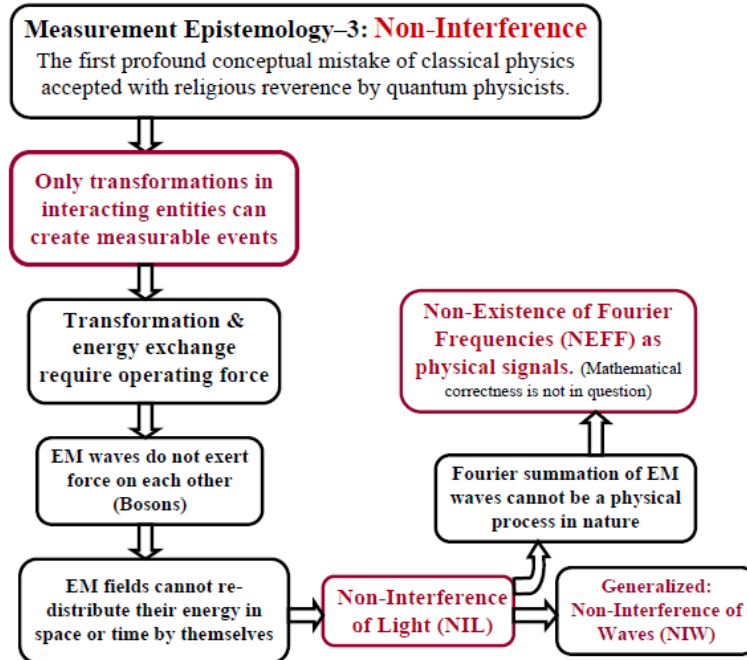 Measurement Epistemology–3: Non-Interference
The first profound conceptual mistake of classical physics
accepted with religious reverence by quantum physicists.
Only transformations in
interacting entities can
create measurable events
Transformation &
energy exchange
require operating force
EM waves do not exert
force on each other
(Bosons)
EM fields cannot re-
distribute their energy in
space or time by themselves
Non-Interference
of Light (NIL)
Fourier summation of EM
waves cannot be a physical
process in nature
Non-Existence of Fourier
Frequencies (NEFF) as
physical signals. (Mathematical
correctness is not in question)
Generalized:
Non-Interference of
Waves (NIW)